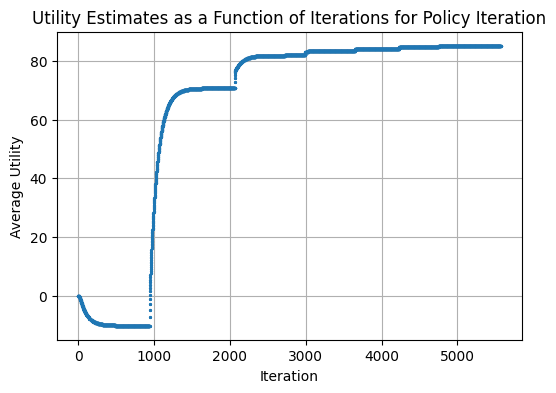 Utility Estimates as a Function of Iterations for Policy Iteration
80
60
40
20
0
Average Utility
0 1000 2000 3000 4000 5000
Iteration